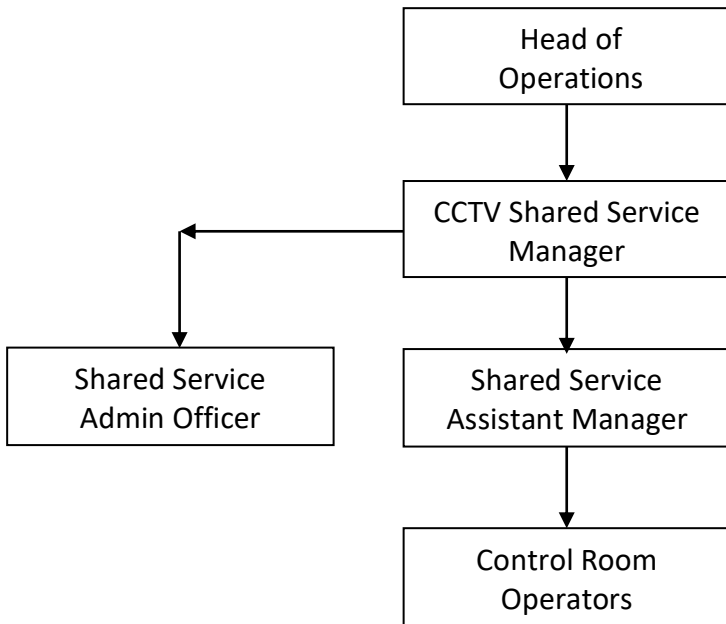 Head of
Operations
CCTV Shared Service
Manager
Shared Service
Admin Officer
Shared Service
Assistant Manager
Control Room
Operators